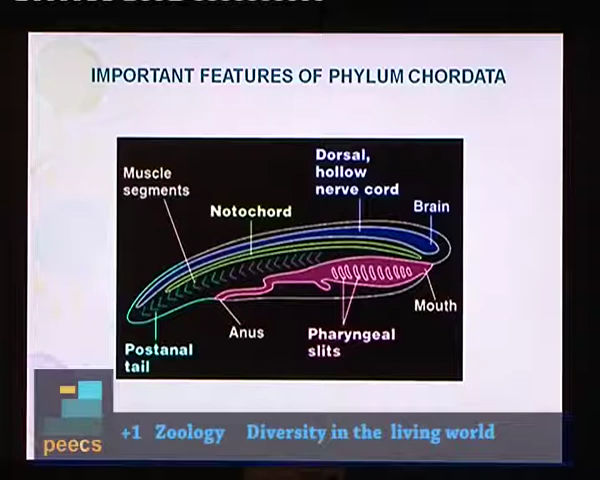 IMPORTANT FEATURES OF PHYLUM CHORDATA
Dorsal,
hollow
nerve cord
Muscle
segments
Notochord
Brain
Mouth
Anus
Pharyngeal
slits
Postanal
tail
peecs
+1 Zoology Diversity in the living world